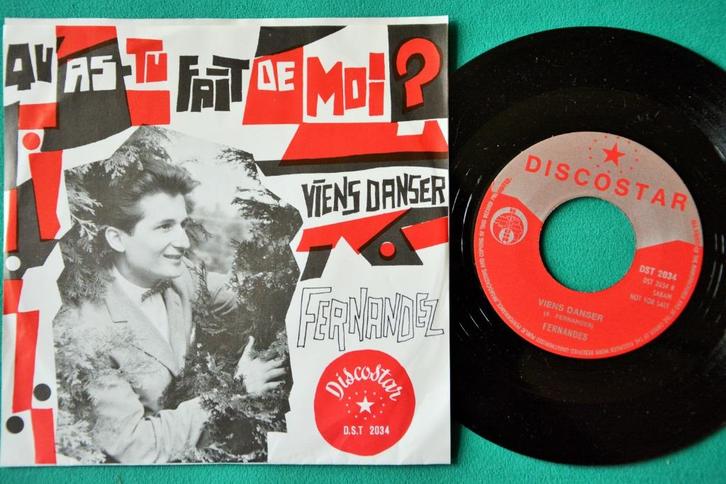 QU'AS-TU FAIT DE MOI?
VIENS DANSER
FERNANDEZ
Discostar
D.S.T 2034
DISCOSTAR
DST 2034
DST 2034 B
SABAM
NOT FOR SALE
VIENS DANSER
FERNANDES